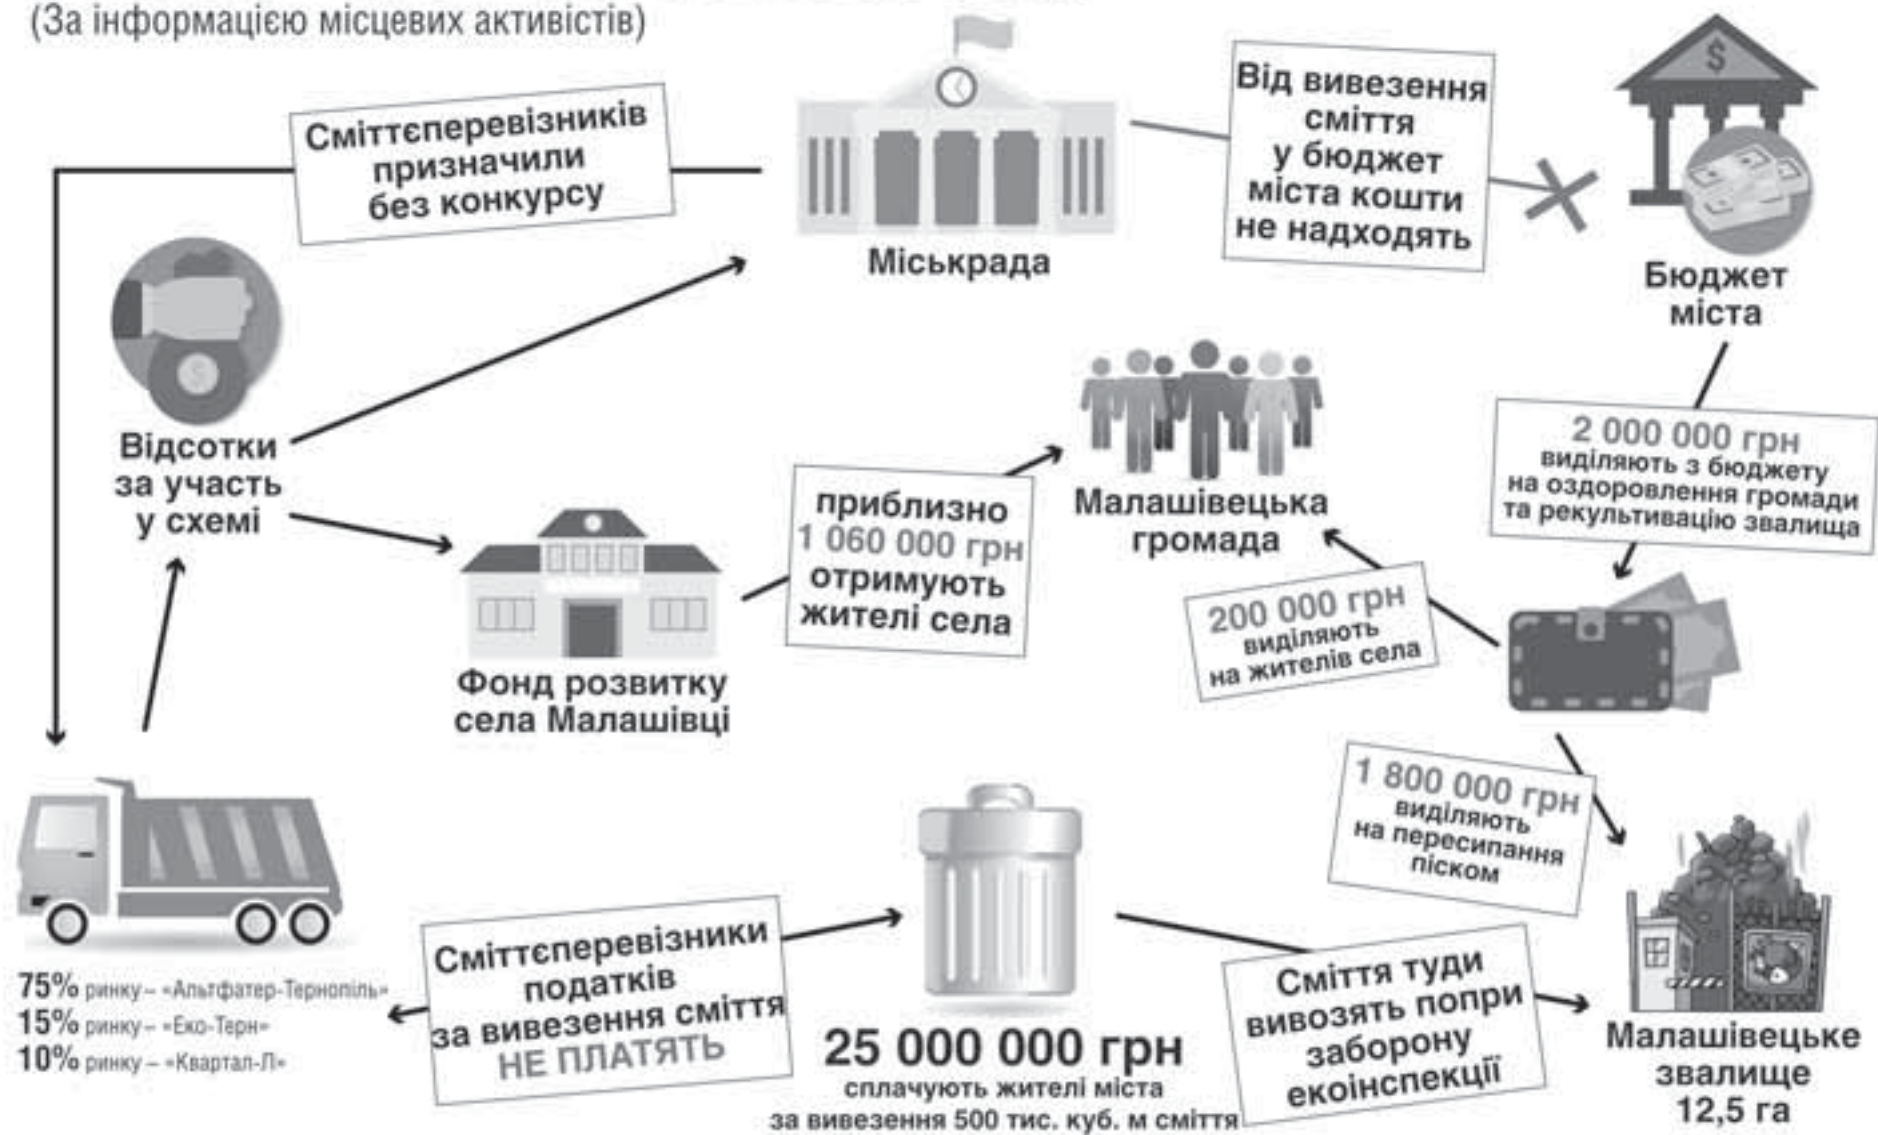 (За інформацією місцевих активістів)
Сміттєперевізників
призначили
без конкурсу
Міськрада
Від вивезення
сміття
у бюджет
міста кошти
не надходять
$
Бюджет
міста
$
Відсотки
за участь
у схемі
Фонд розвитку
села Малашівці
приблизно
1 060 000 грн
отримують
жителі села
Малашівецька
громада
2 000 000 грн
виділяють з бюджету
на оздоровлення громади
та рекультивацію звалища
200 000 грн
виділяють
на жителів села
1 800 000 грн
виділяють
на пересипання
піском
75% ринку – «Альтфатер-Тернопіль»
15% ринку – «Еко-Терн»
10% ринку – «Квартал-Л»
Сміттєперевізники
податків
за вивезення сміття
НЕ ПЛАТЯТЬ
25 000 000 грн
сплачують жителі міста
за вивезення 500 тис. куб. м сміття
Сміття туди
вивозять попри
заборону
екоінспекції
Малашівецьке
звалище
12,5 га